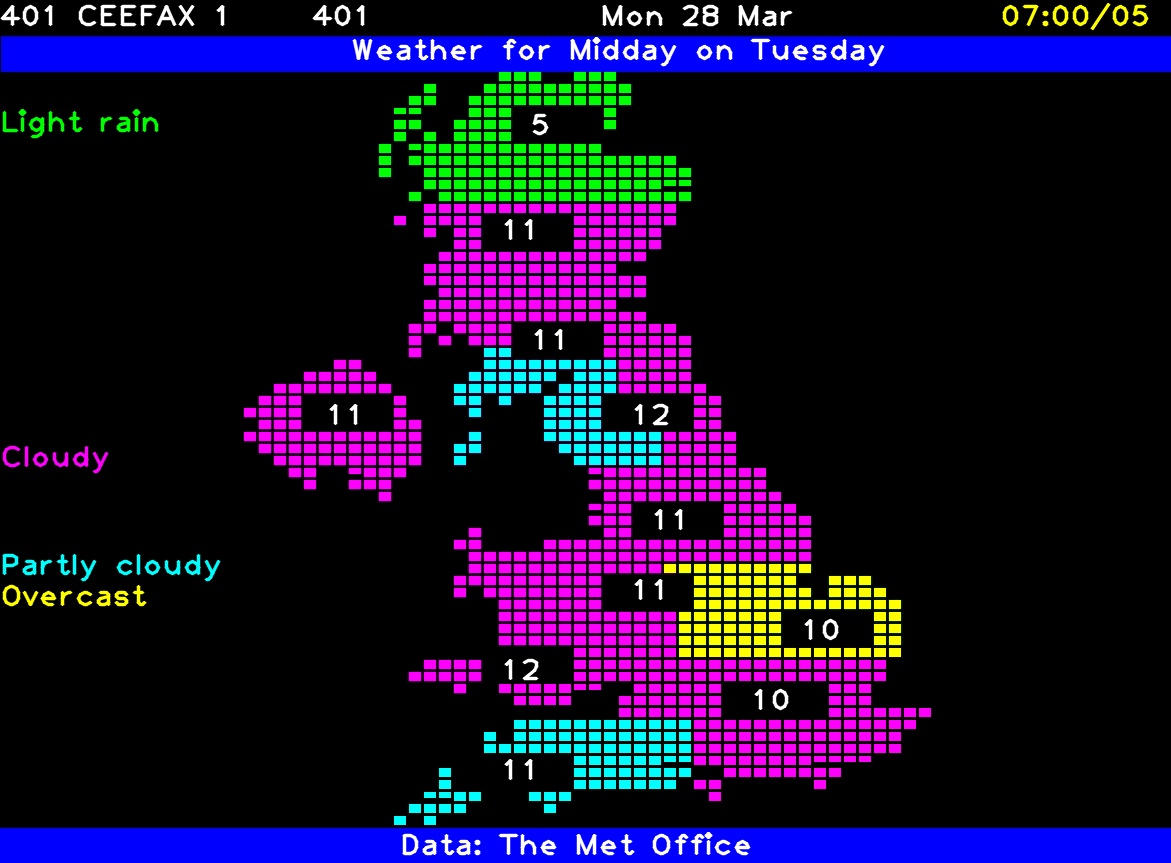 401 CEEFAX 1 401 Mon 28 Mar 07:00/05
Weather for Midday on Tuesday
Light rain
5
11
11
11
12
Cloudy
11
Partly cloudy
11
Overcast
10
12
10
11
Data: The Met Office